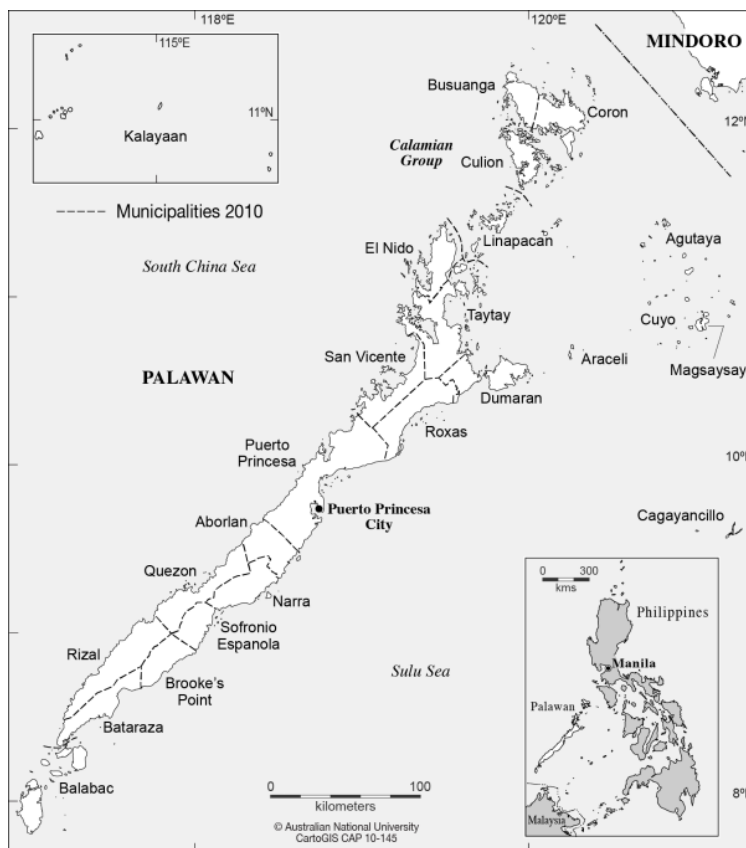 118ºE
120ºE
115ºE
11ºN
Kalayaan
MINDORO
Busuanga
Coron
12ºN
Calamian
Group
Culion
Municipalities 2010
El Nido
Linapacan
Agutaya
South China Sea
Taytay
Cuyo
San Vicente
Araceli
Magsaysay
PALAWAN
Dumaran
Roxas
Puerto
Princesa
10ºN
Puerto Princesa
City
Cagayancillo
Aborlan
Quezon
Narra
Sofronio
Espanola
Rizal
Brooke's
Point
Sulu Sea
Bataraza
Balabac
0 100
kilometers
© Australian National University
CartoGIS CAP 10-145
8ºN
0 300
kms
Philippines
Manila
Palawan
Malaysia